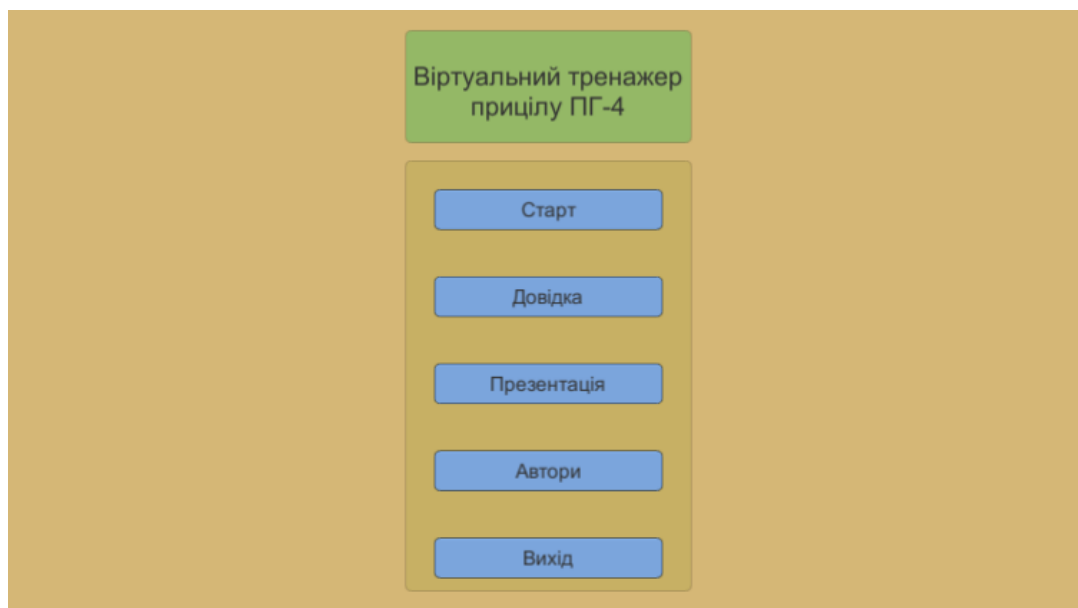 Віртуальний тренажер
прицілу ПГ-4
Старт
Довідка
Презентація
Автори
Вихід